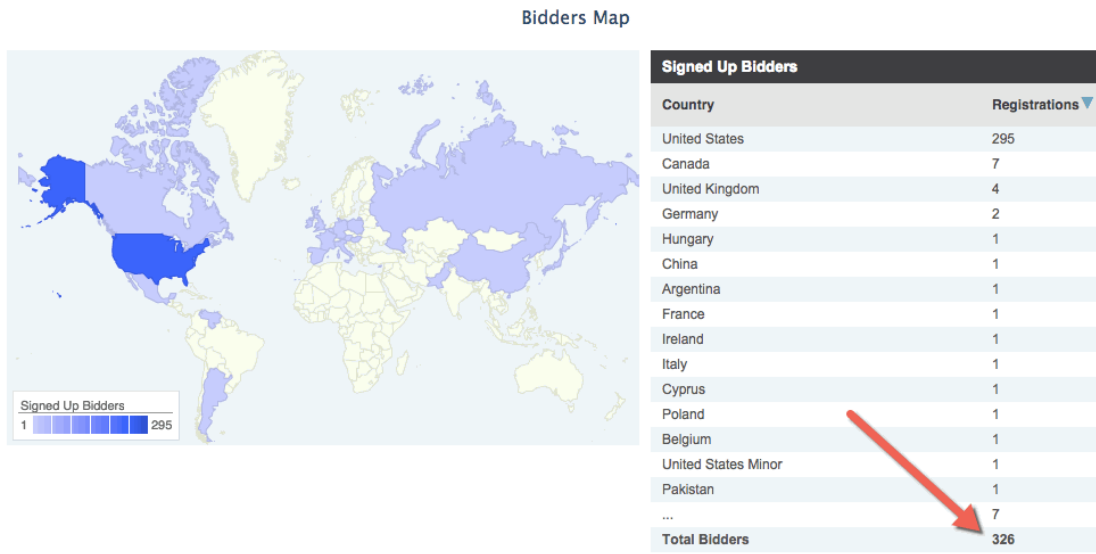 Bidders Map
Signed Up Bidders
1 295
Signed Up Bidders
Country Registrations
United States 295
Canada 7
United Kingdom 4
Germany 2
Hungary 1
China 1
Argentina 1
France 1
Ireland 1
Italy 1
Cyprus 1
Poland 1
Belgium 1
United States Minor 1
Pakistan 1
... 7
Total Bidders 326